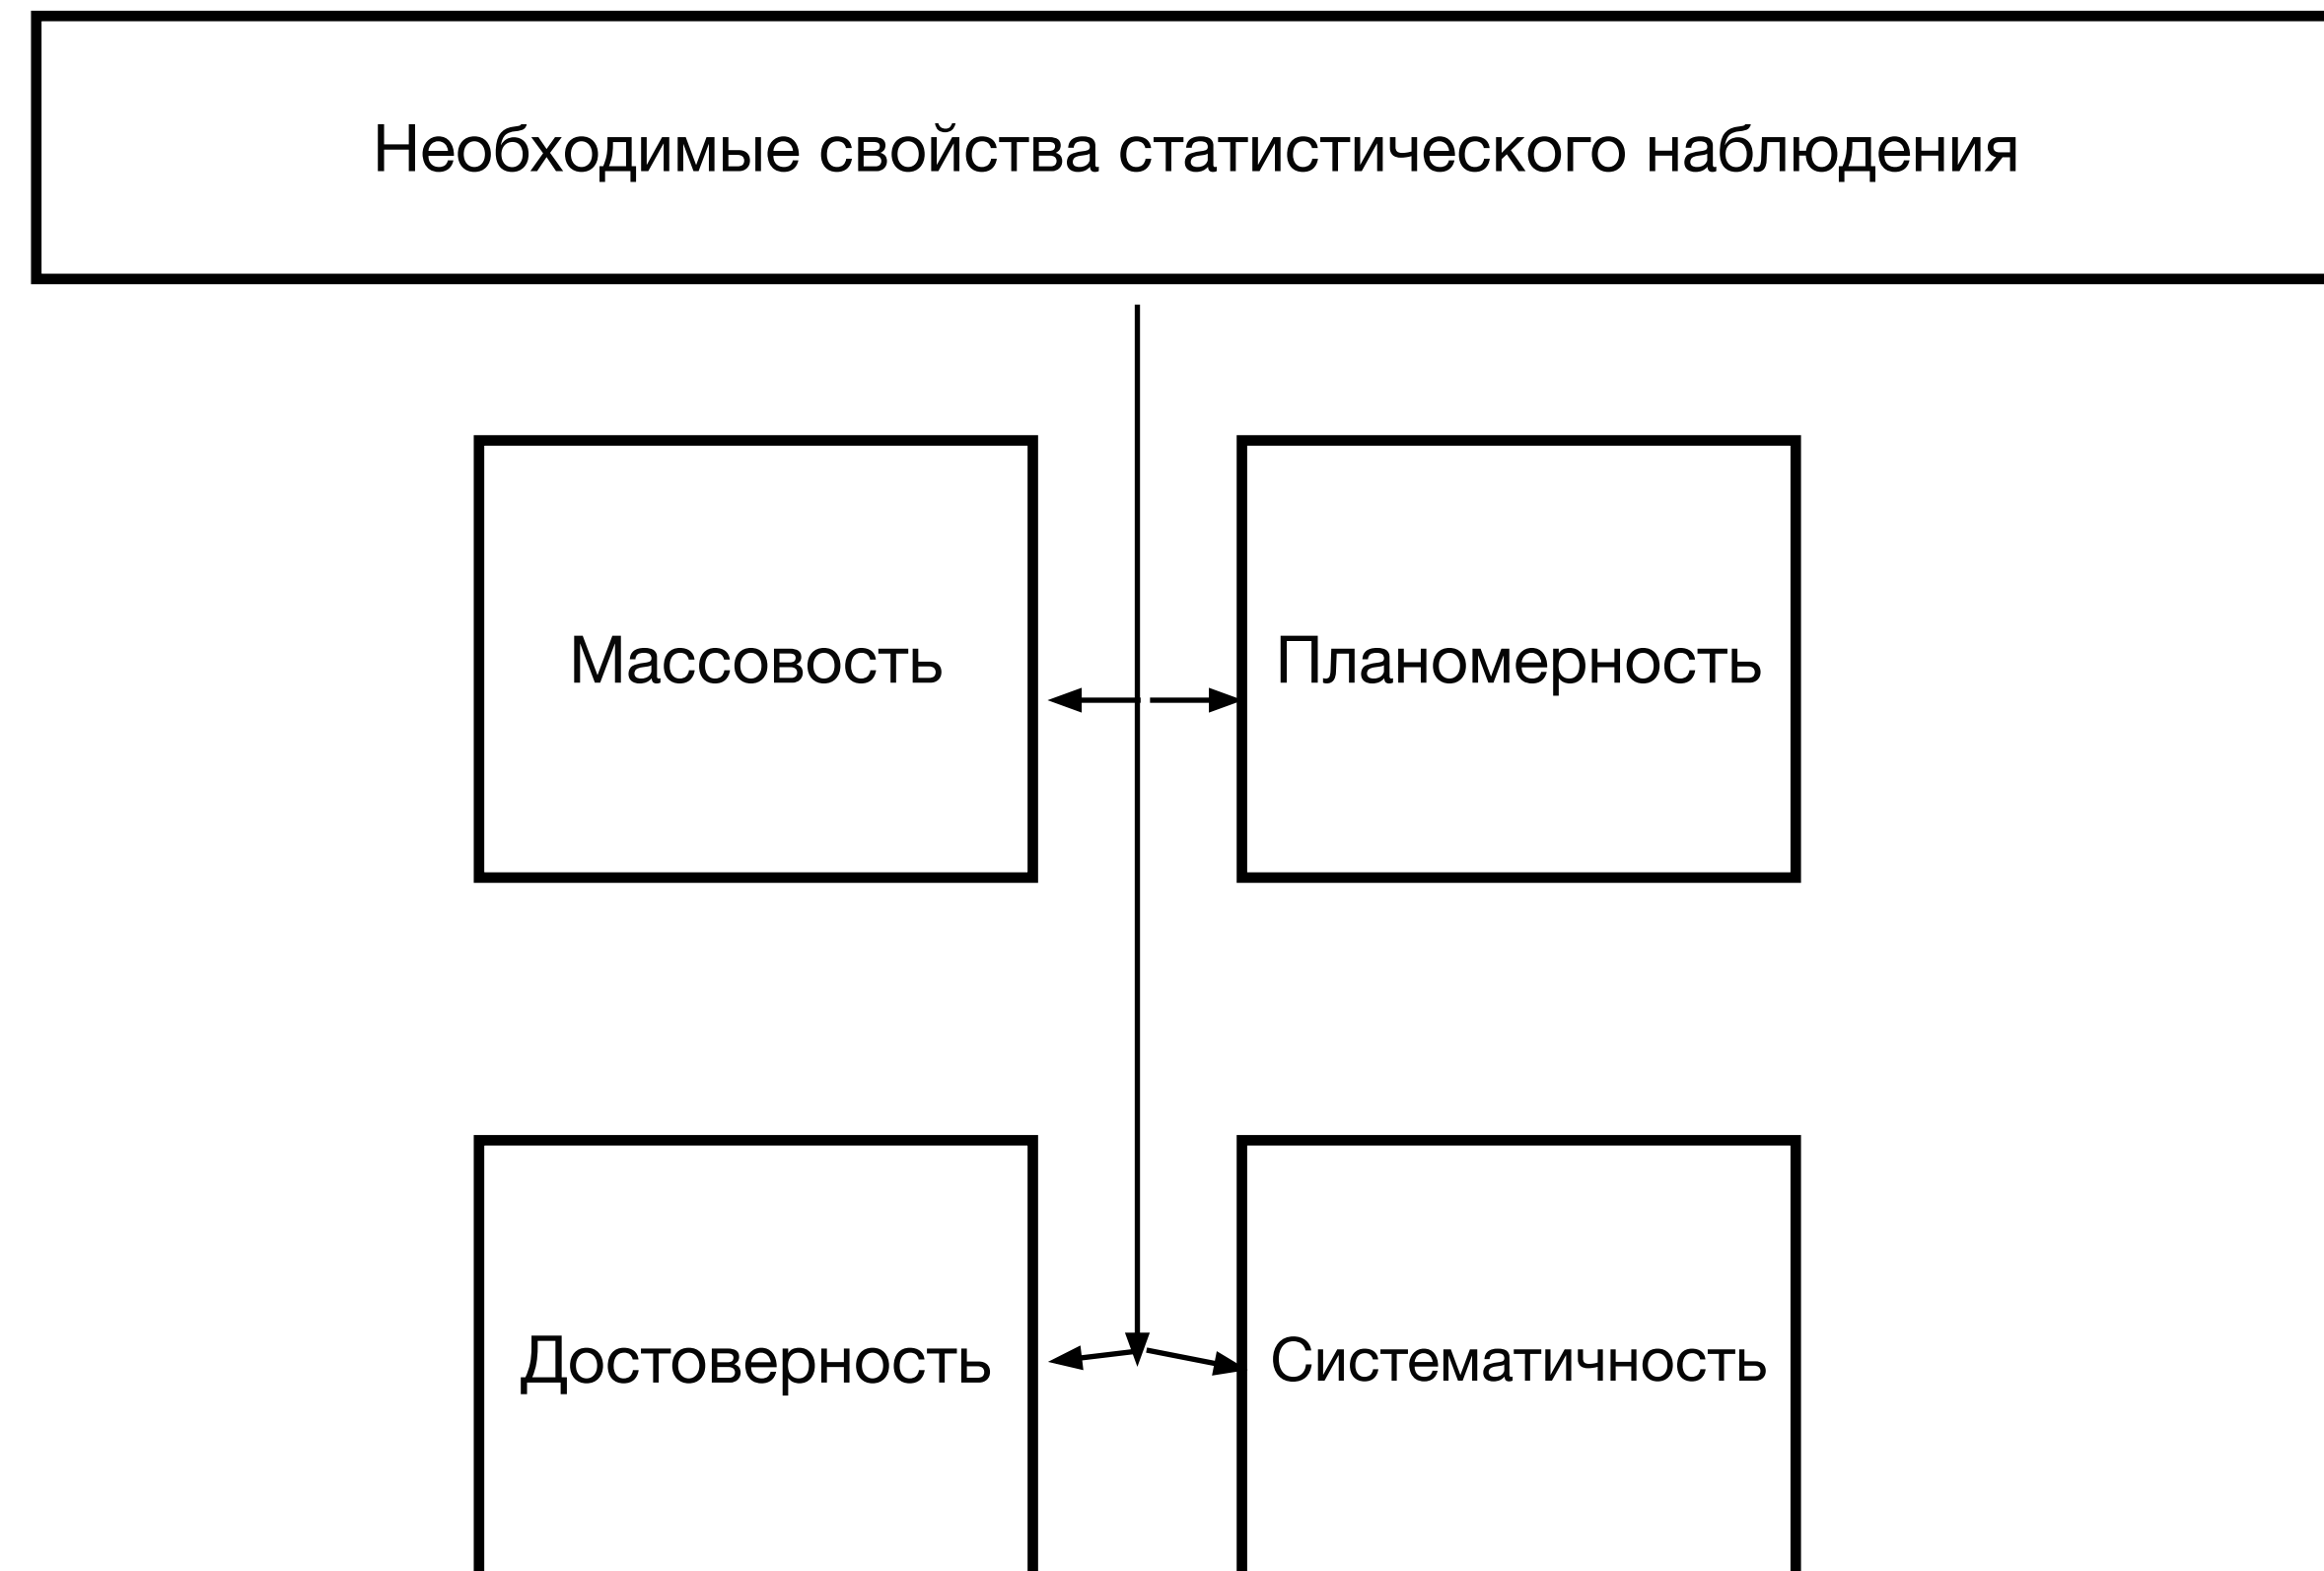 Необходимые свойства статистического наблюдения
Массовость
Планомерность
Достоверность
Систематичность